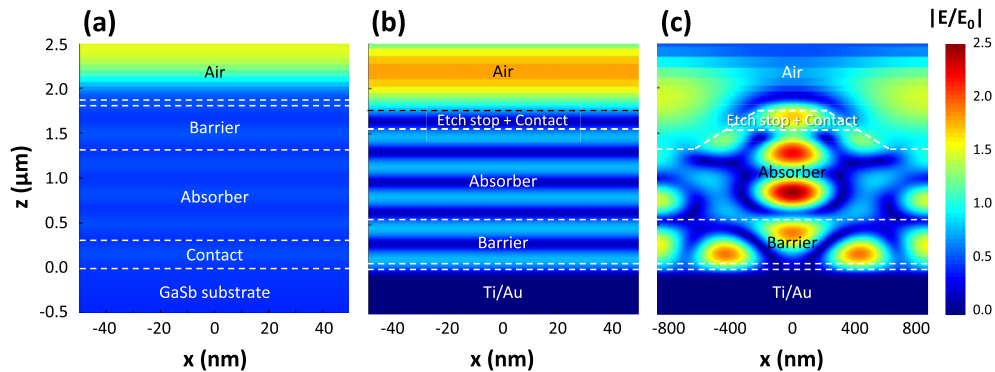 (a) (b) (c) |E/E₀|
2.5 2.5
Air Air Air
2.0 2.0
Etch stop + Contact Etch stop + Contact
Barrier
1.5 1.5
z (μm)
1.0 Absorber Absorber Absorber 1.0
0.5 0.5
Contact Barrier Barrier
0.0 0.0
GaSb substrate Ti/Au Ti/Au
-0.5
-40 -20 0 20 40 -40 -20 0 20 40 -800 -400 0 400 800
x (nm) x (nm) x (nm)